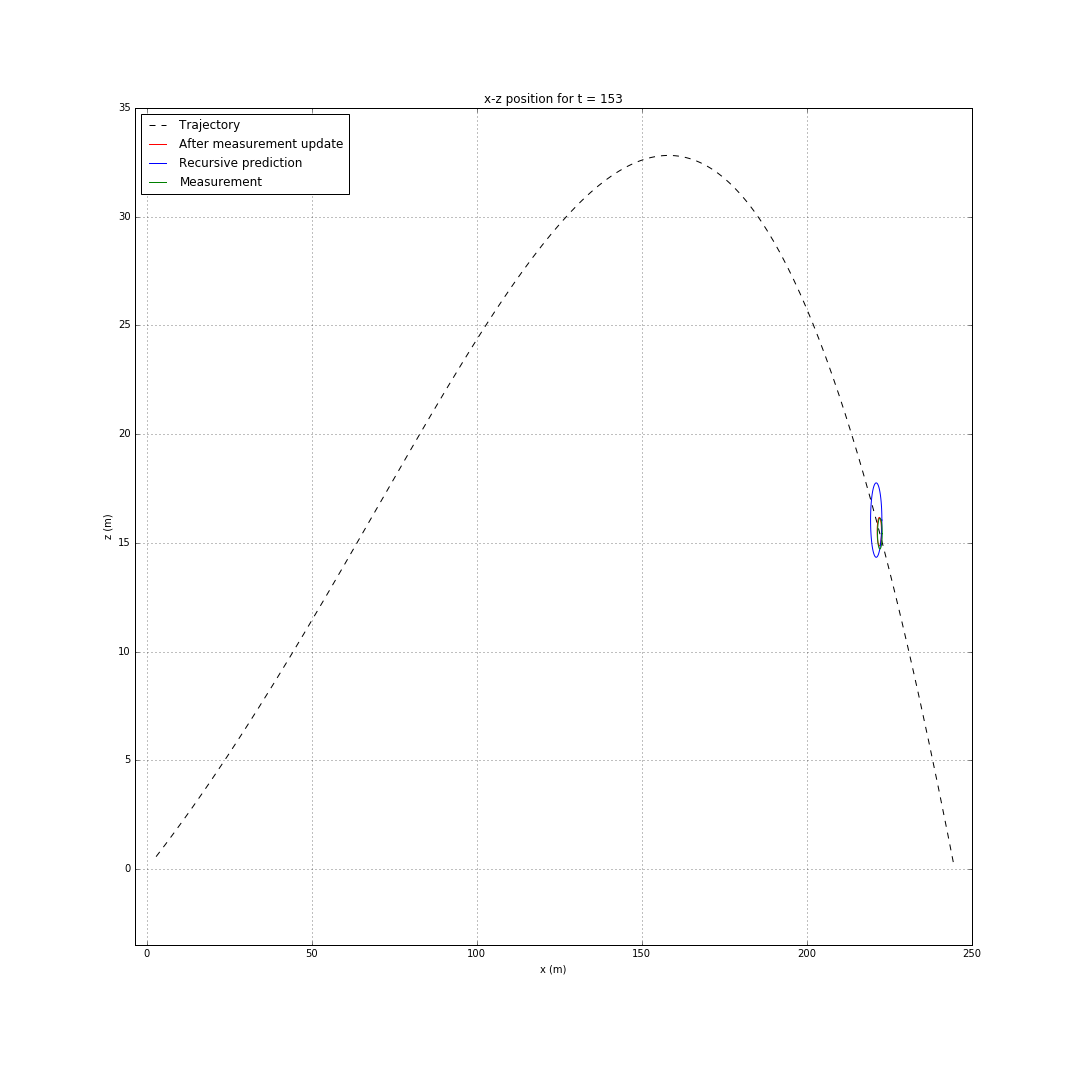 x-z position for t = 153
Trajectory
After measurement update
Recursive prediction
Measurement
35
30
25
20
15
10
5
0
z (m)
0 50 100 150 200 250
x (m)